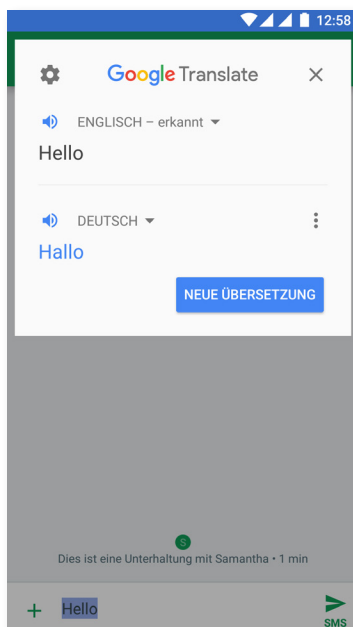 12:58
Google Translate
ENGLISCH – erkannt
Hello
DEUTSCH
Hallo
NEUE ÜBERSETZUNG
S
Dies ist eine Unterhaltung mit Samantha • 1 min
Hello
SMS